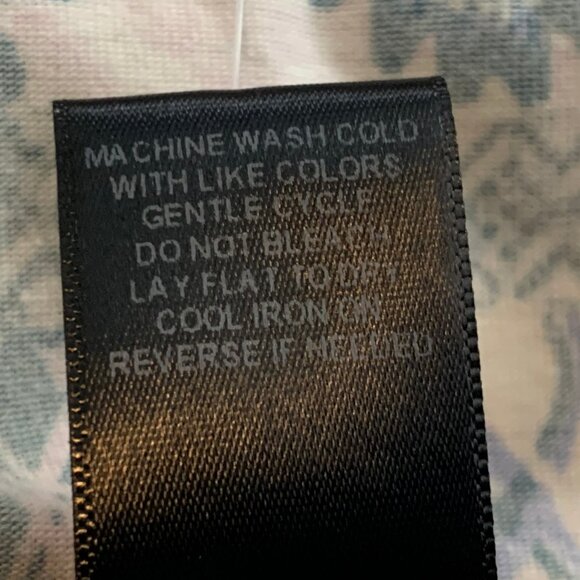 MACHINE WASH COLD
WITH LIKE COLORS
GENTLE CYCLE
DO NOT BLEACH
LAY FLAT TO DRY
COOL IRON ON
REVERSE IF NEEDED